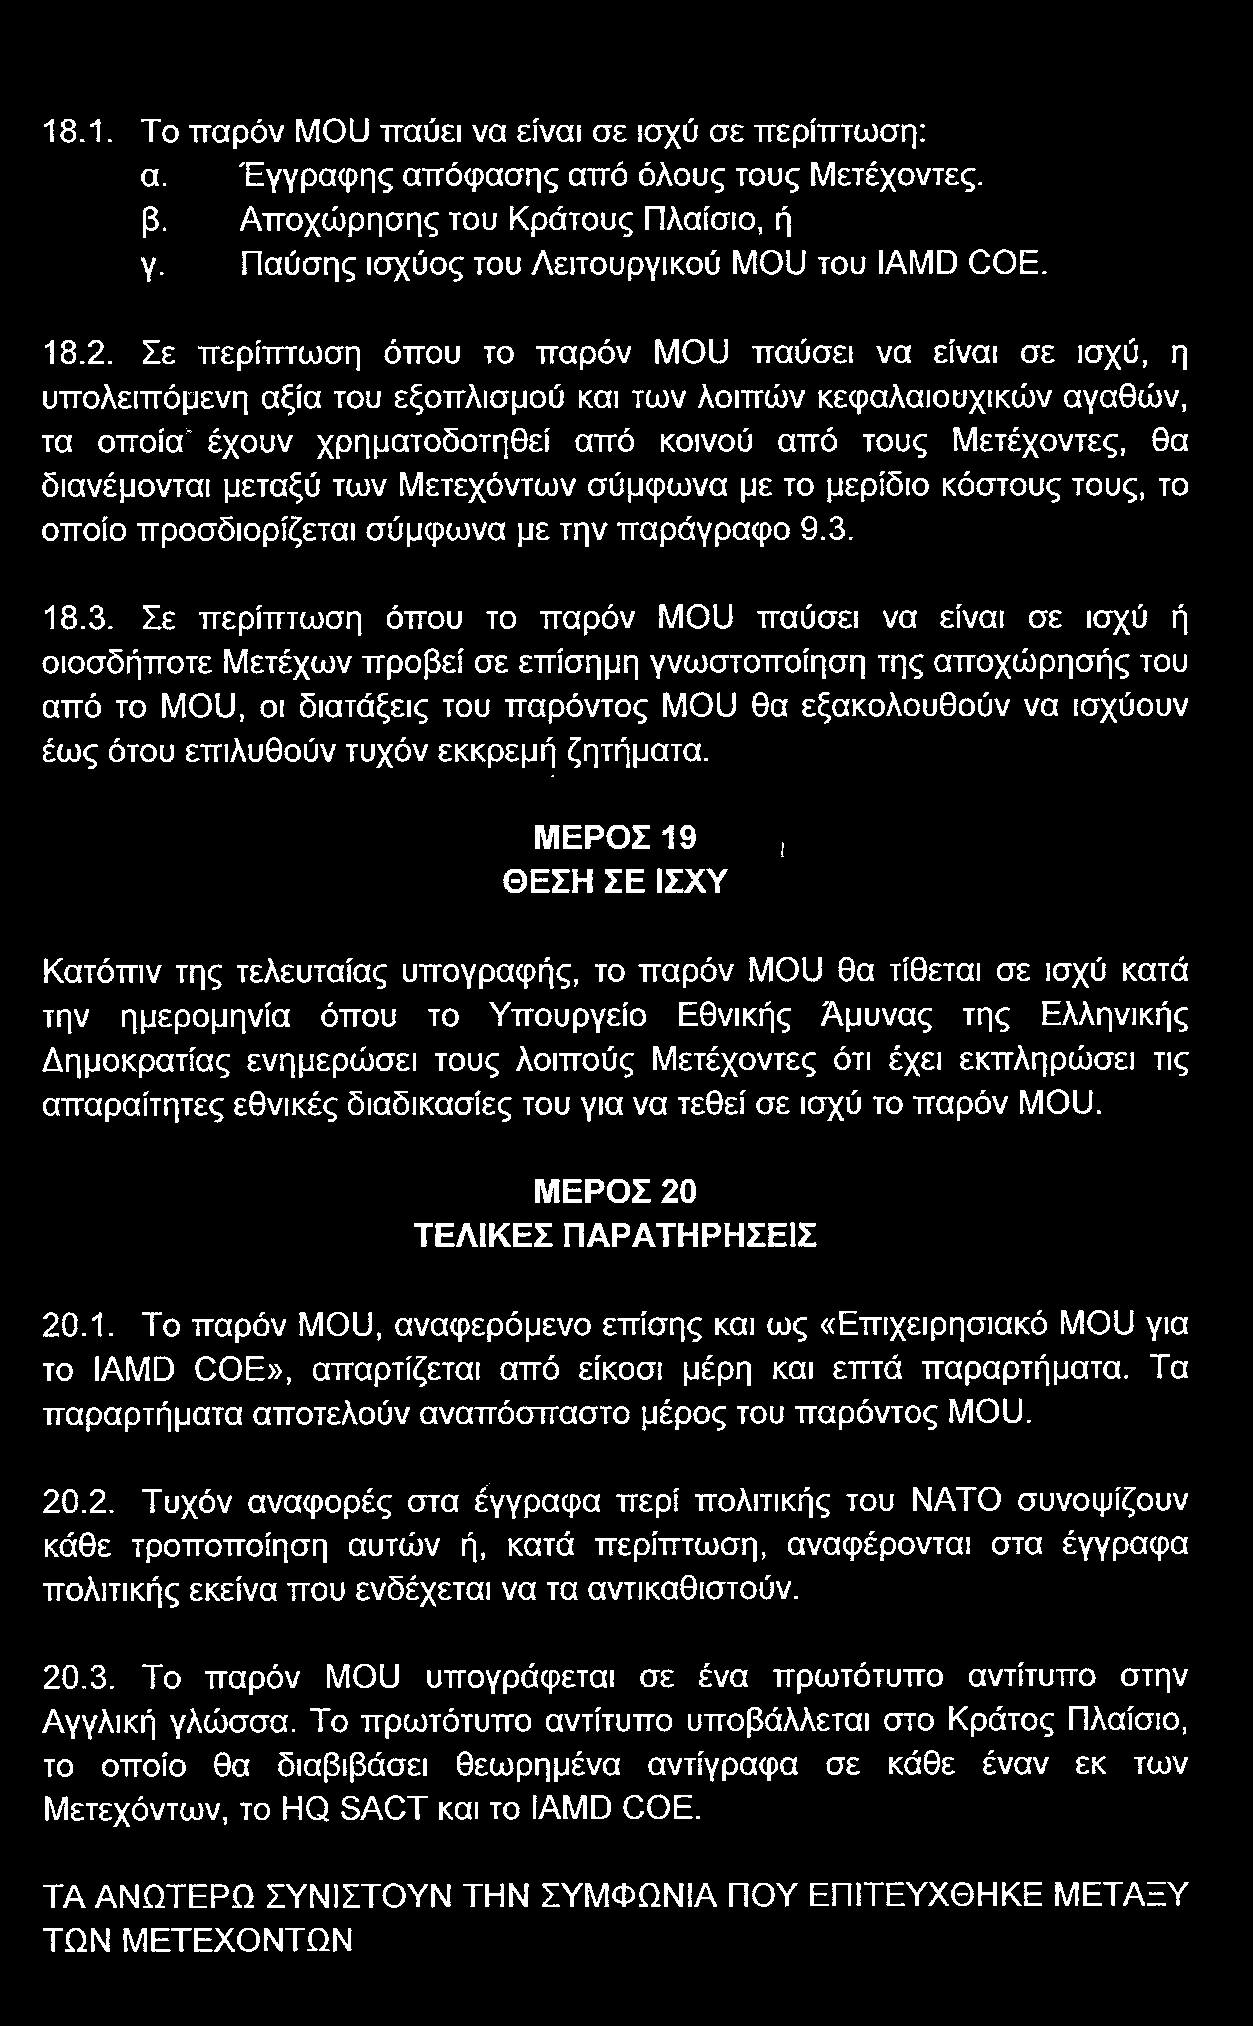 18.1. Το παρόν MOU παύει να είναι σε ισχύ σε περίπτωση:
α. Έγγραφης απόφασης από όλους τους Μετέχοντες.
β. Αποχώρησης του Κράτους Πλαίσιο, ή
γ. Παύσης ισχύος του Λειτουργικού MOU του IAMD COE.
18.2. Σε περίπτωση όπου το παρόν MOU παύσει να είναι σε ισχύ, η
υπολειπόμενη αξία του εξοπλισμού και των λοιπών κεφαλαιουχικών αγαθών,
τα οποία έχουν χρηματοδοτηθεί από κοινού από τους Μετέχοντες, θα
διανέμονται μεταξύ των Μετεχόντων σύμφωνα με το μερίδιο κόστους τους, το
οποίο προσδιορίζεται σύμφωνα με την παράγραφο 9.3.
18.3. Σε περίπτωση όπου το παρόν MOU παύσει να είναι σε ισχύ ή
οιοσδήποτε Μετέχων προβεί σε επίσημη γνωστοποίηση της αποχώρησής του
από το MOU, οι διατάξεις του παρόντος MOU θα εξακολουθούν να ισχύουν
έως ότου επιλυθούν τυχόν εκκρεμή ζητήματα.
ΜΕΡΟΣ 19
ΘΕΣΗ ΣΕ ΙΣΧΥ
Κατόπιν της τελευταίας υπογραφής, το παρόν MOU θα τίθεται σε ισχύ κατά
την ημερομηνία όπου το Υπουργείο Εθνικής Άμυνας της Ελληνικής
Δημοκρατίας ενημερώσει τους λοιπούς Μετέχοντες ότι έχει εκπληρώσει τις
απαραίτητες εθνικές διαδικασίες του για να τεθεί σε ισχύ το παρόν MOU.
ΜΕΡΟΣ 20
ΤΕΛΙΚΕΣ ΠΑΡΑΤΗΡΗΣΕΙΣ
20.1. Το παρόν MOU, αναφερόμενο επίσης και ως «Επιχειρησιακό MOU για
το IAMD COE», απαρτίζεται από είκοσι μέρη και επτά παραρτήματα. Τα
παραρτήματα αποτελούν αναπόσπαστο μέρος του παρόντος MOU.
20.2. Τυχόν αναφορές στα έγγραφα περί πολιτικής του NATO συνοψίζουν
κάθε τροποποίηση αυτών ή, κατά περίπτωση, αναφέρονται στα έγγραφα
πολιτικής εκείνα που ενδέχεται να τα αντικαθιστούν.
20.3. Το παρόν MOU υπογράφεται σε ένα πρωτότυπο αντίτυπο στην
Αγγλική γλώσσα. Το πρωτότυπο αντίτυπο υποβάλλεται στο Κράτος Πλαίσιο,
το οποίο θα διαβιβάσει θεωρημένα αντίγραφα σε κάθε έναν εκ των
Μετεχόντων, το HQ SACT και το IAMD COE.
ΤΑ ΑΝΩΤΕΡΩ ΣΥΝΙΣΤΟΥΝ ΤΗΝ ΣΥΜΦΩΝΙΑ ΠΟΥ ΕΠΙΤΕΥΧΘΗΚΕ ΜΕΤΑΞΥ
ΤΩΝ ΜΕΤΕΧΟΝΤΩΝ